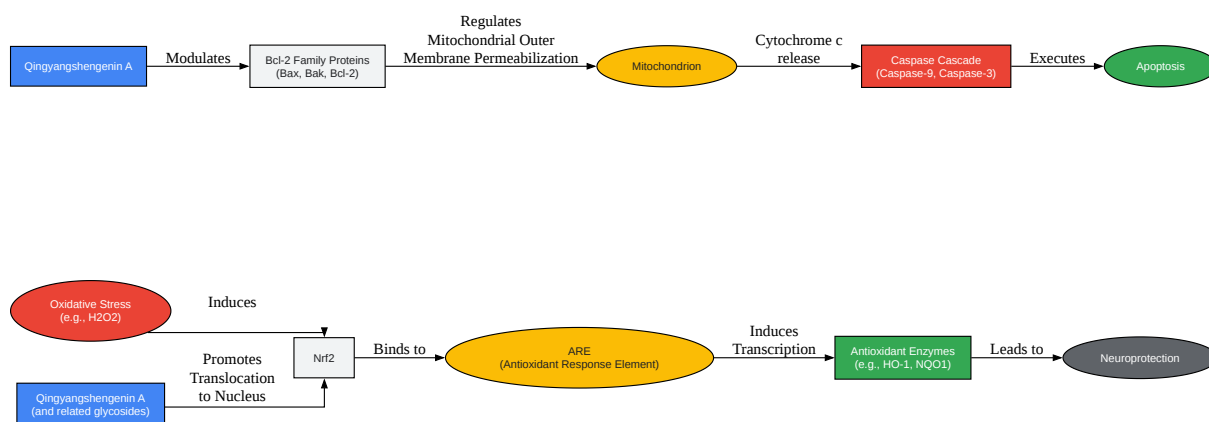 Qingyangshengenin A
Modulates
Bcl-2 Family Proteins
(Bax, Bak, Bcl-2)
Regulates
Mitochondrial Outer
Membrane Permeabilization
Mitochondrion
Cytochrome c
release
Caspase Cascade
(Caspase-9, Caspase-3)
Executes
Apoptosis
Oxidative Stress
(e.g., H2O2)
Induces
Qingyangshengenin A
(and related glycosides)
Promotes
Translocation
to Nucleus
Nrf2
Binds to
ARE
(Antioxidant Response Element)
Induces
Transcription
Antioxidant Enzymes
(e.g., HO-1, NQO1)
Leads to
Neuroprotection